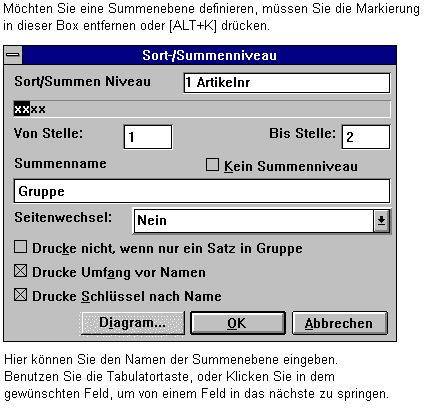 Möchten Sie eine Summenebene definieren, müssen Sie die Markierung
in dieser Box entfernen oder [ALT+K] drücken.
Sort-/Summenniveau
Sort/Summen Niveau 1 Artikelnr
xxxx
Von Stelle: 1 Bis Stelle: 2
Summenname Kein Summenniveau
Gruppe
Seitenwechsel: Nein
Drucke nicht, wenn nur ein Satz in Gruppe
Drucke Umfang vor Namen
Drucke Schlüssel nach Name
Diagram... OK Abbrechen
Hier können Sie den Namen der Summenebene eingeben.
Benutzen Sie die Tabulatortaste, oder Klicken Sie in dem
gewünschten Feld, um von einem Feld in das nächste zu springen.